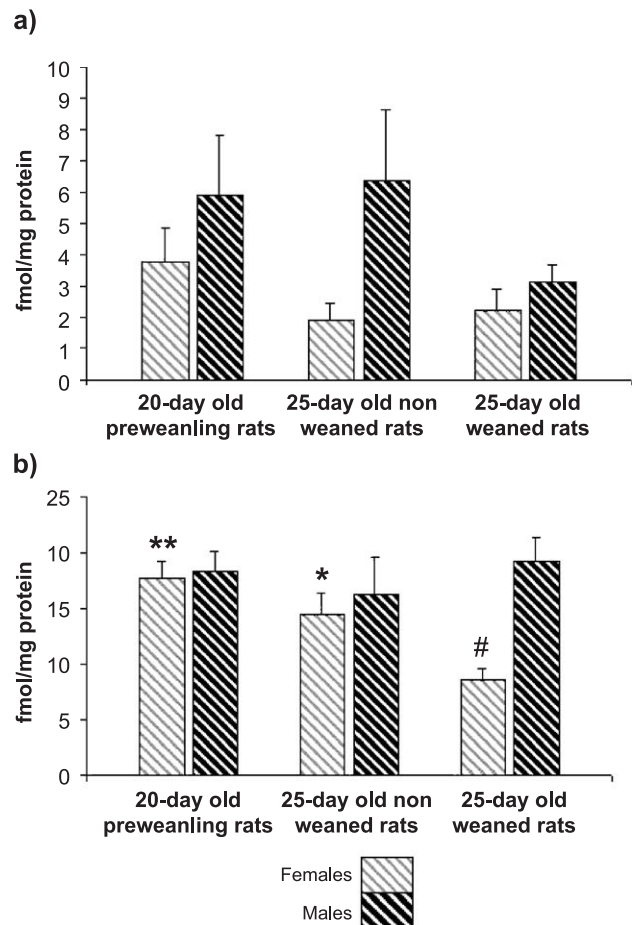 a)
10
9
8
7
6
5
4
3
2
1
0
fmol/mg protein
20-day old
preweanling rats
25-day old non
weaned rats
25-day old
weaned rats
b)
25
10
15
10
5
0
fmol/mg protein
**
*
#
20-day old
preweanling rats
25-day old non
weaned rats
25-day old
weaned rats
Females
Males